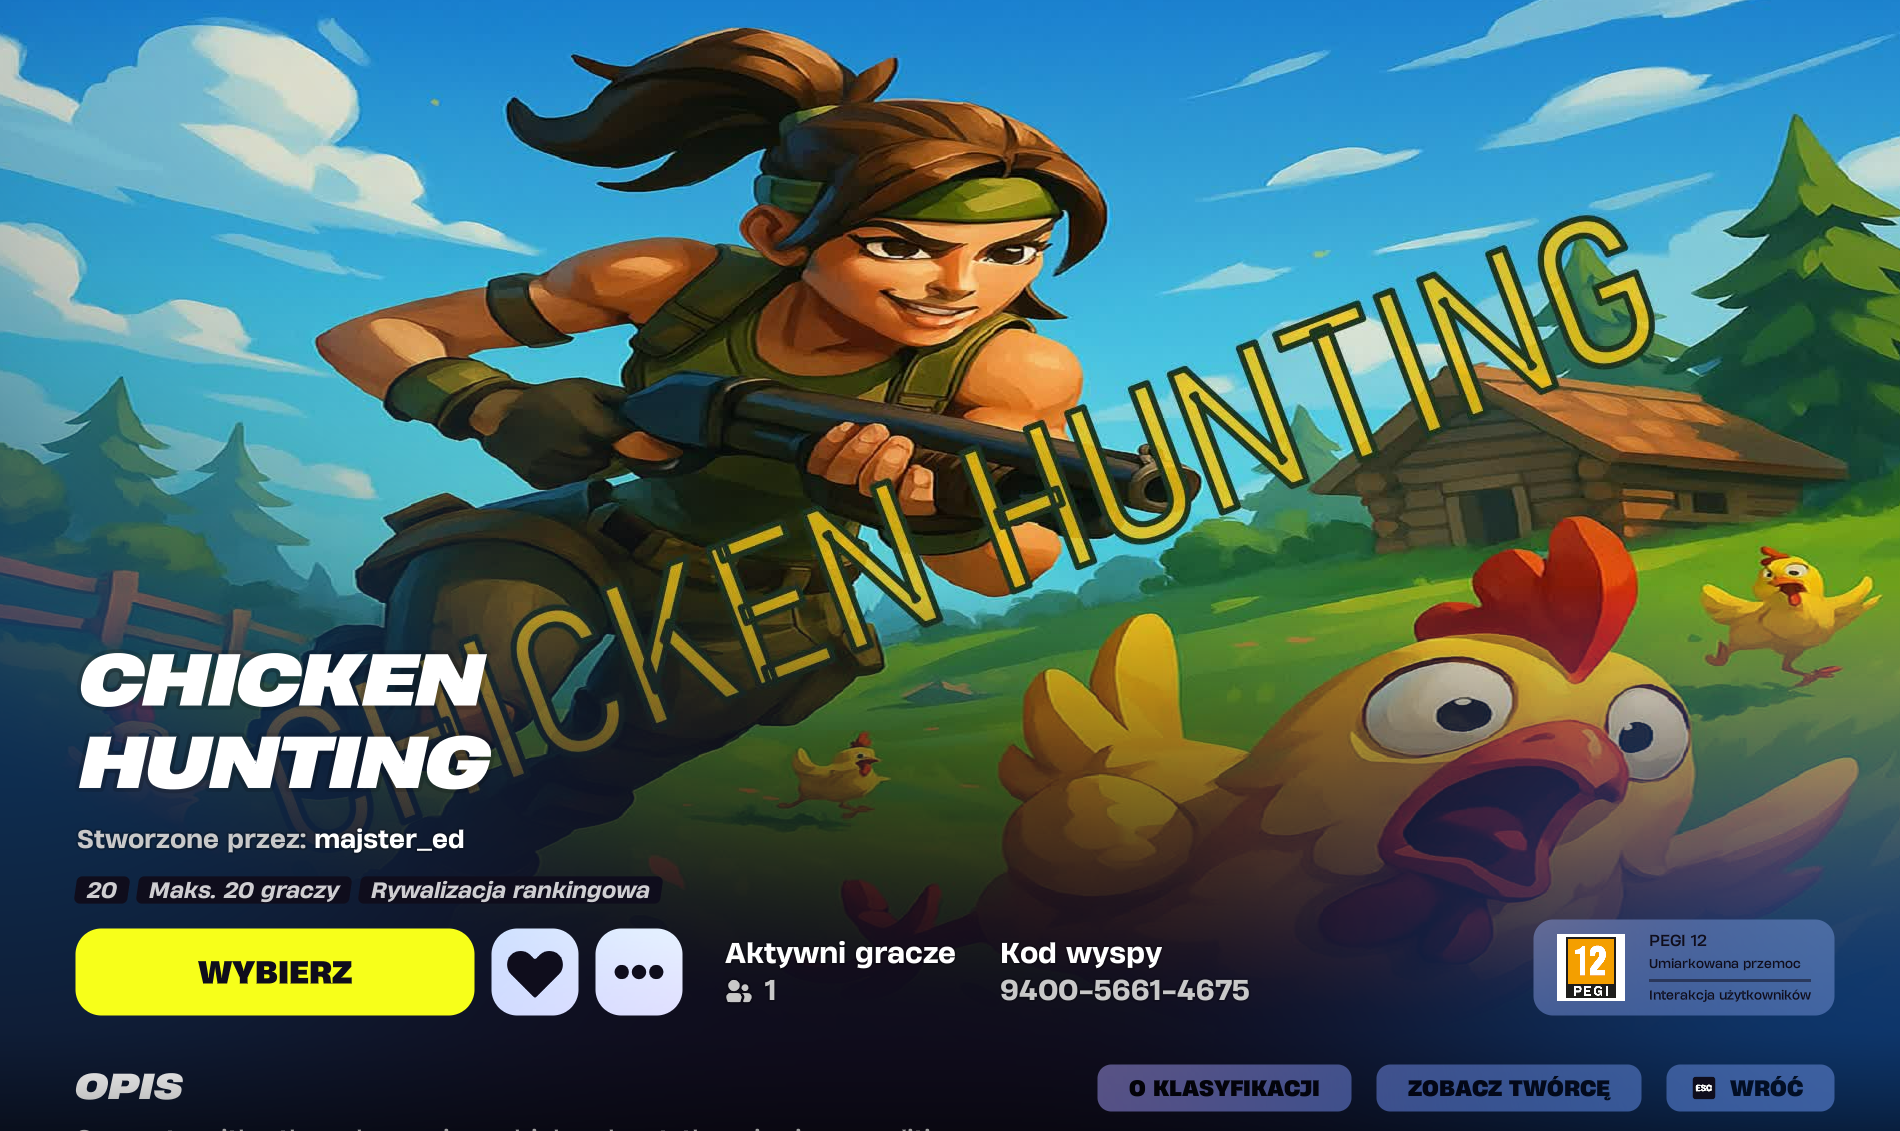 CHICKEN HUNTING
CHICKEN
HUNTING
Stworzone przez: majster_ed
20 Maks. 20 graczy Rywalizacja rankingowa
WYBIERZ
Aktywni gracze
1
Kod wyspy
9400-5661-4675
12
PEGI
PEGI 12
Umiarkowana przemoc
Interakcja użytkowników
OPIS
O KLASYFIKACJI
ZOBACZ TWÓRCĘ
ESC WRÓĆ